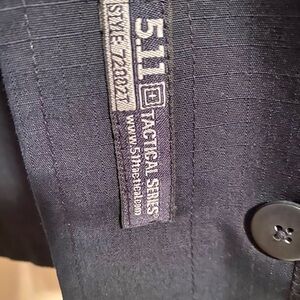 STYLE 72002T
5.11 TACTICAL SERIES
www.511tactical.com